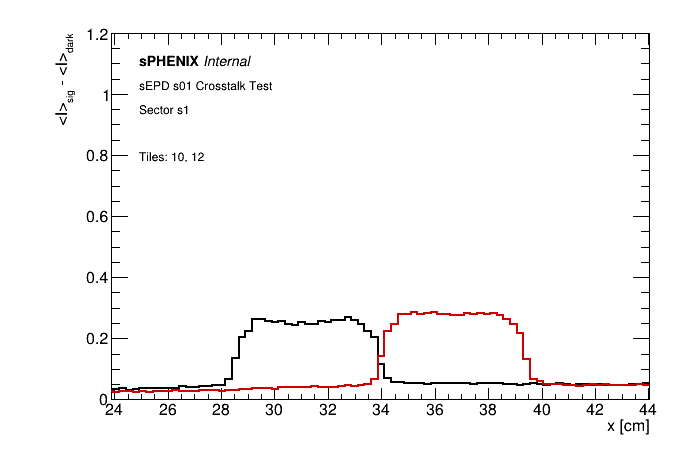 sPHENIX Internal
sEPD s01 Crosstalk Test
Sector s1
Tiles: 10, 12
<I>sig - <I>dark
1.2
1
0.8
0.6
0.4
0.2
0
24 26 28 30 32 34 36 38 40 42 44
x [cm]